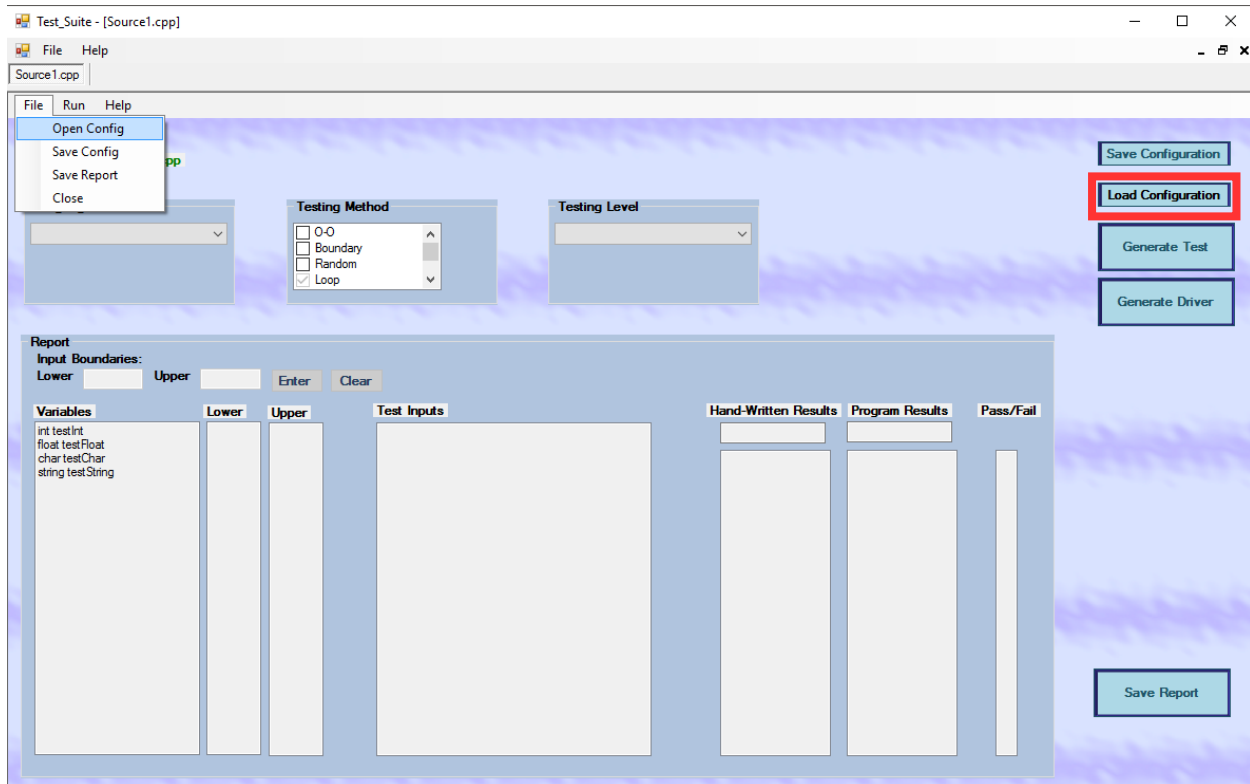 Test_Suite - [Source1.cpp]
File Help
Source1.cpp
File Run Help
Open Config
Save Config
Save Report
Close
pp
Save Configuration
Load Configuration
Generate Test
Generate Driver
Testing Method
O-O
Boundary
Random
Loop
Testing Level
Report
Input Boundaries:
Lower Upper Enter Clear
Variables Lower Upper Test Inputs Hand-Written Results Program Results Pass/Fail
int testInt
float testFloat
char testChar
string testString
Save Report